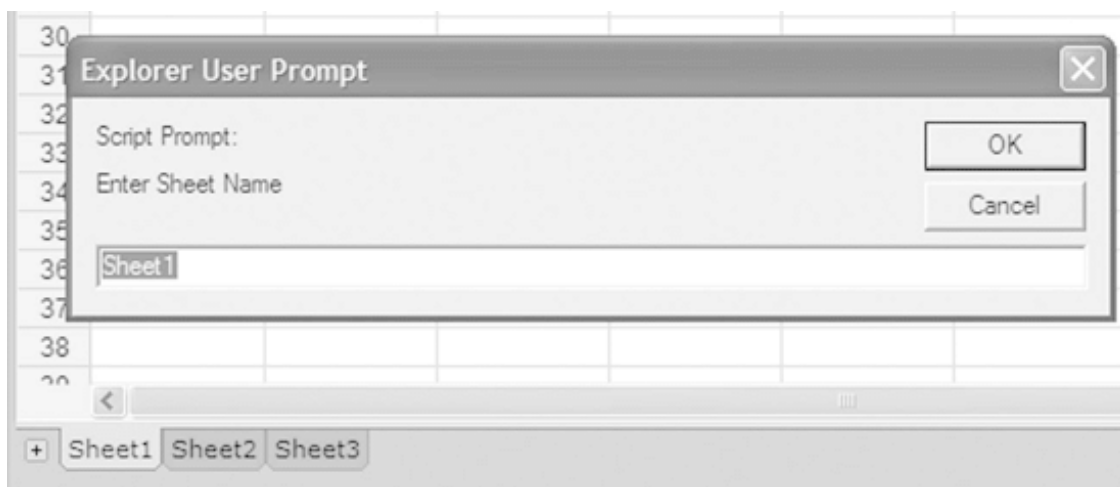 30
31
Explorer User Prompt
32
Script Prompt:
OK
33
34
Enter Sheet Name
Cancel
35
36
Sheet1
37
38
39
+ Sheet1 Sheet2 Sheet3